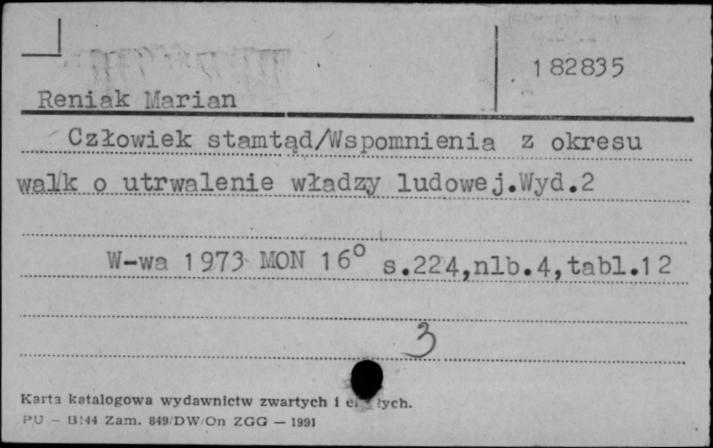 182835
Reniak Marian
Człowiek stamtąd/Wspomnienia z okresu
walk o utrwalenie władzy ludowej.Wyd.2
W-wa 1973 MON 16° s.224,nlb.4,tabl.12
3
Karta katalogowa wydawnictw zwartych i
PU — B144 Zam. 849/DW/On ZGG — 1991